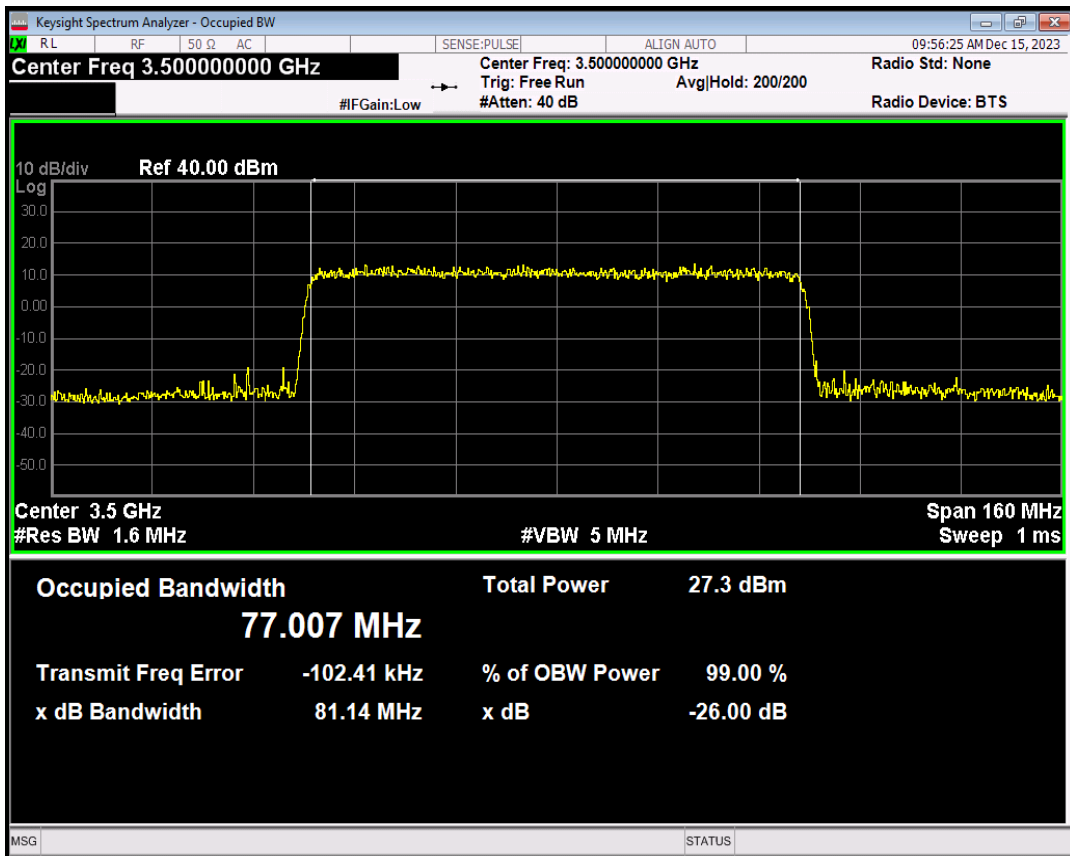 Keysight Spectrum Analyzer - Occupied BW
LXI RL RF 50 Ω AC SENSE:PULSE ALIGN AUTO 09:56:25 AM Dec 15, 2023
Center Freq 3.500000000 GHz Center Freq: 3.500000000 GHz Radio Std: None
Trig: Free Run Avg|Hold: 200/200
#IFGain:Low #Atten: 40 dB Radio Device: BTS
10 dB/div Ref 40.00 dBm
Log
30.0
20.0
10.0
0.00
-10.0
-20.0
-30.0
-40.0
-50.0
Center 3.5 GHz Span 160 MHz
#Res BW 1.6 MHz #VBW 5 MHz Sweep 1 ms
Occupied Bandwidth Total Power 27.3 dBm
77.007 MHz
Transmit Freq Error -102.41 kHz % of OBW Power 99.00 %
x dB Bandwidth 81.14 MHz x dB -26.00 dB
MSG STATUS